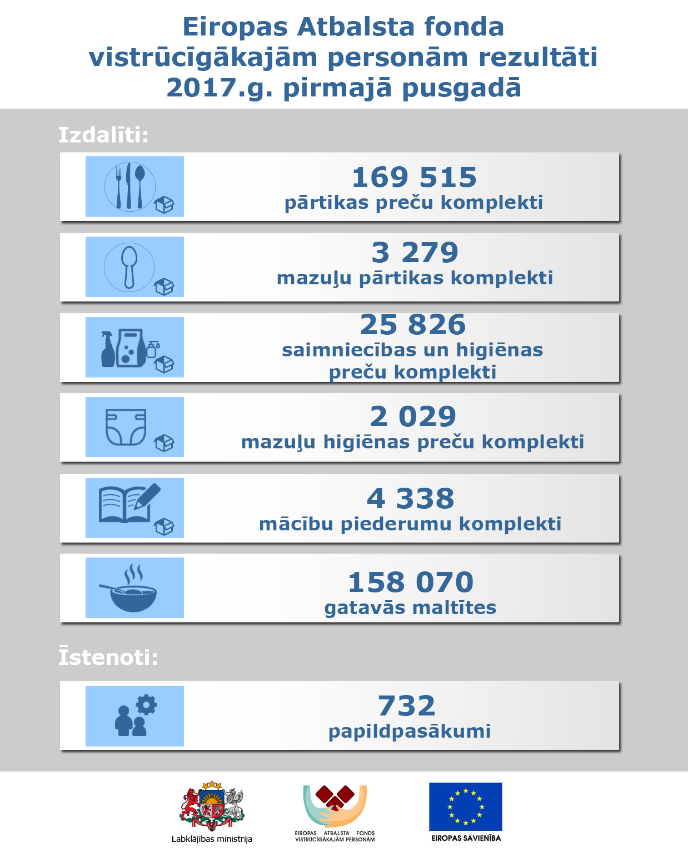 Eiropas Atbalsta fonda
vistrūcīgākajām personām rezultāti
2017.g. pirmajā pusgadā
Izdalīti:
169 515
pārtikas preču komplekti
3 279
mazuļu pārtikas komplekti
25 826
saimniecības un higiēnas
preču komplekti
2 029
mazuļu higiēnas preču komplekti
4 338
mācību piederumu komplekti
158 070
gatavās maltītes
Īstenoti:
732
papildpasākumi
Labklājības ministrija
EIROPAS ATBALSTA FONDS
VISTRŪCĪGĀKAJĀM PERSONĀM
EIROPAS SAVIENĪBA